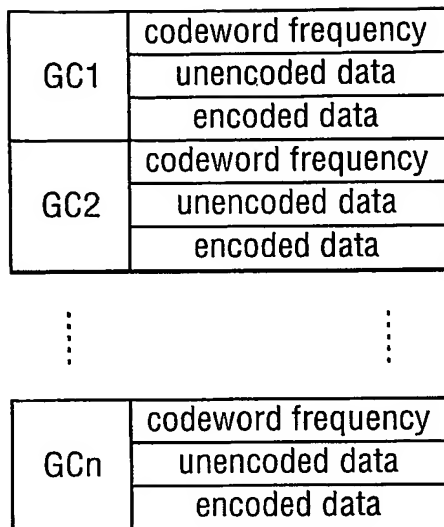 GC1
codeword frequency
unencoded data
encoded data
GC2
codeword frequency
unencoded data
encoded data
GCn
codeword frequency
unencoded data
encoded data